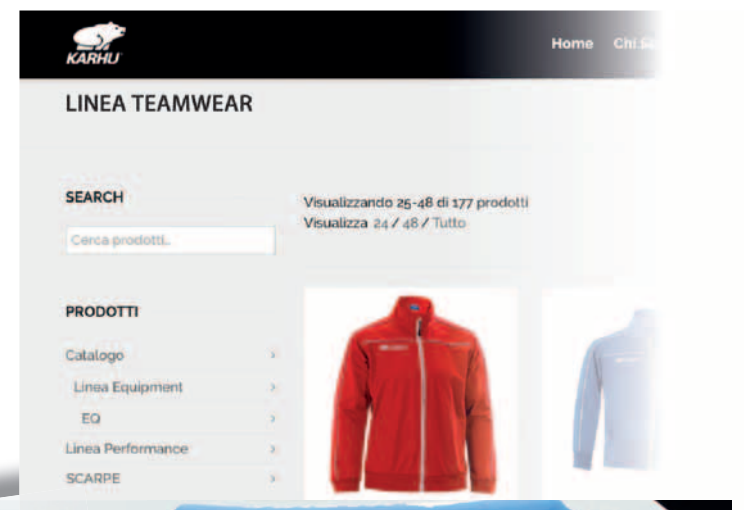 KARHU
Home Chi
LINEA TEAMWEAR
SEARCH
Visualizzando 25-48 di 177 prodotti
Visualizza 24 / 48 / Tutto
Cerca prodotti..
PRODOTTI
Catalogo
Linea Equipment
EQ
Linea Performance
SCARPE